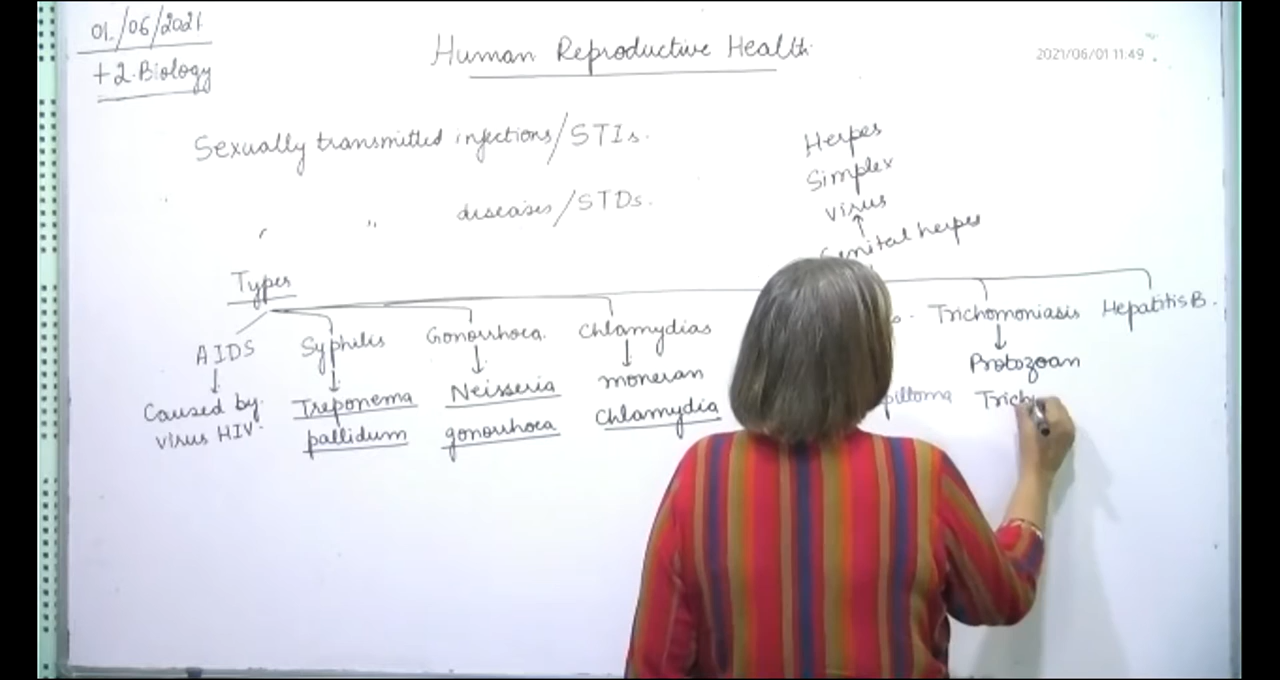 01/06/2021
+2 Biology
Human Reproductive Health
2021/06/01 11:49
Sexually transmitted infections/STIs.
" " diseases/STDs.
Herpes
Simplex
virus
↑
Genital herpes
Types
AIDS
↓
Caused by
virus HIV
Syphilis
↓
Treponema
pallidum
Gonorrhoea
↓
Neisseria
gonorrhoea
Chlamydias
↓
moneran
Chlamydia
Trichomoniasis
↓
Protozoan
Trich
Hepatitis B.